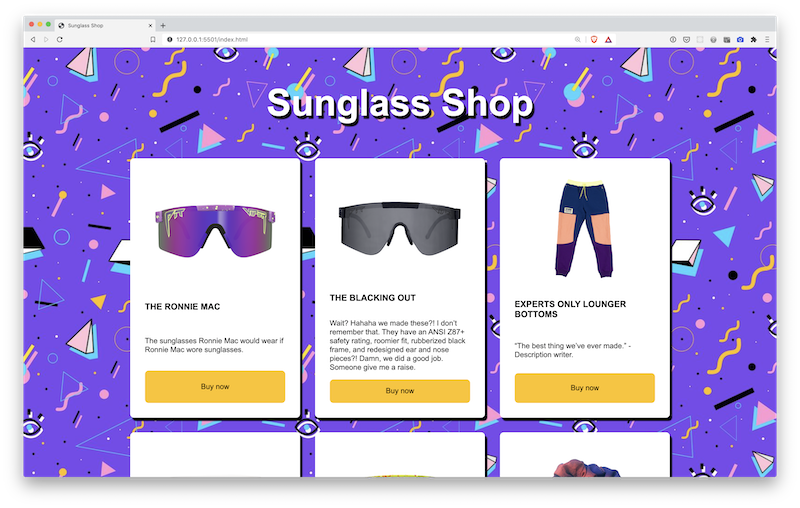 Sunglass Shop
127.0.0.1:5501/index.html
Sunglass Shop
THE RONNIE MAC
The sunglasses Ronnie Mac would wear if
Ronnie Mac wore sunglasses.
Buy now
THE BLACKING OUT
Wait? Hahaha we made these?! I don't
remember that. They have an ANSI Z87+
safety rating, roomier fit, rubberized black
frame, and redesigned ear and nose
pieces?! Damn, we did a good job.
Someone give me a raise.
Buy now
EXPERTS ONLY LOUNGER
BOTTOMS
"The best thing we've ever made." -
Description writer.
Buy now